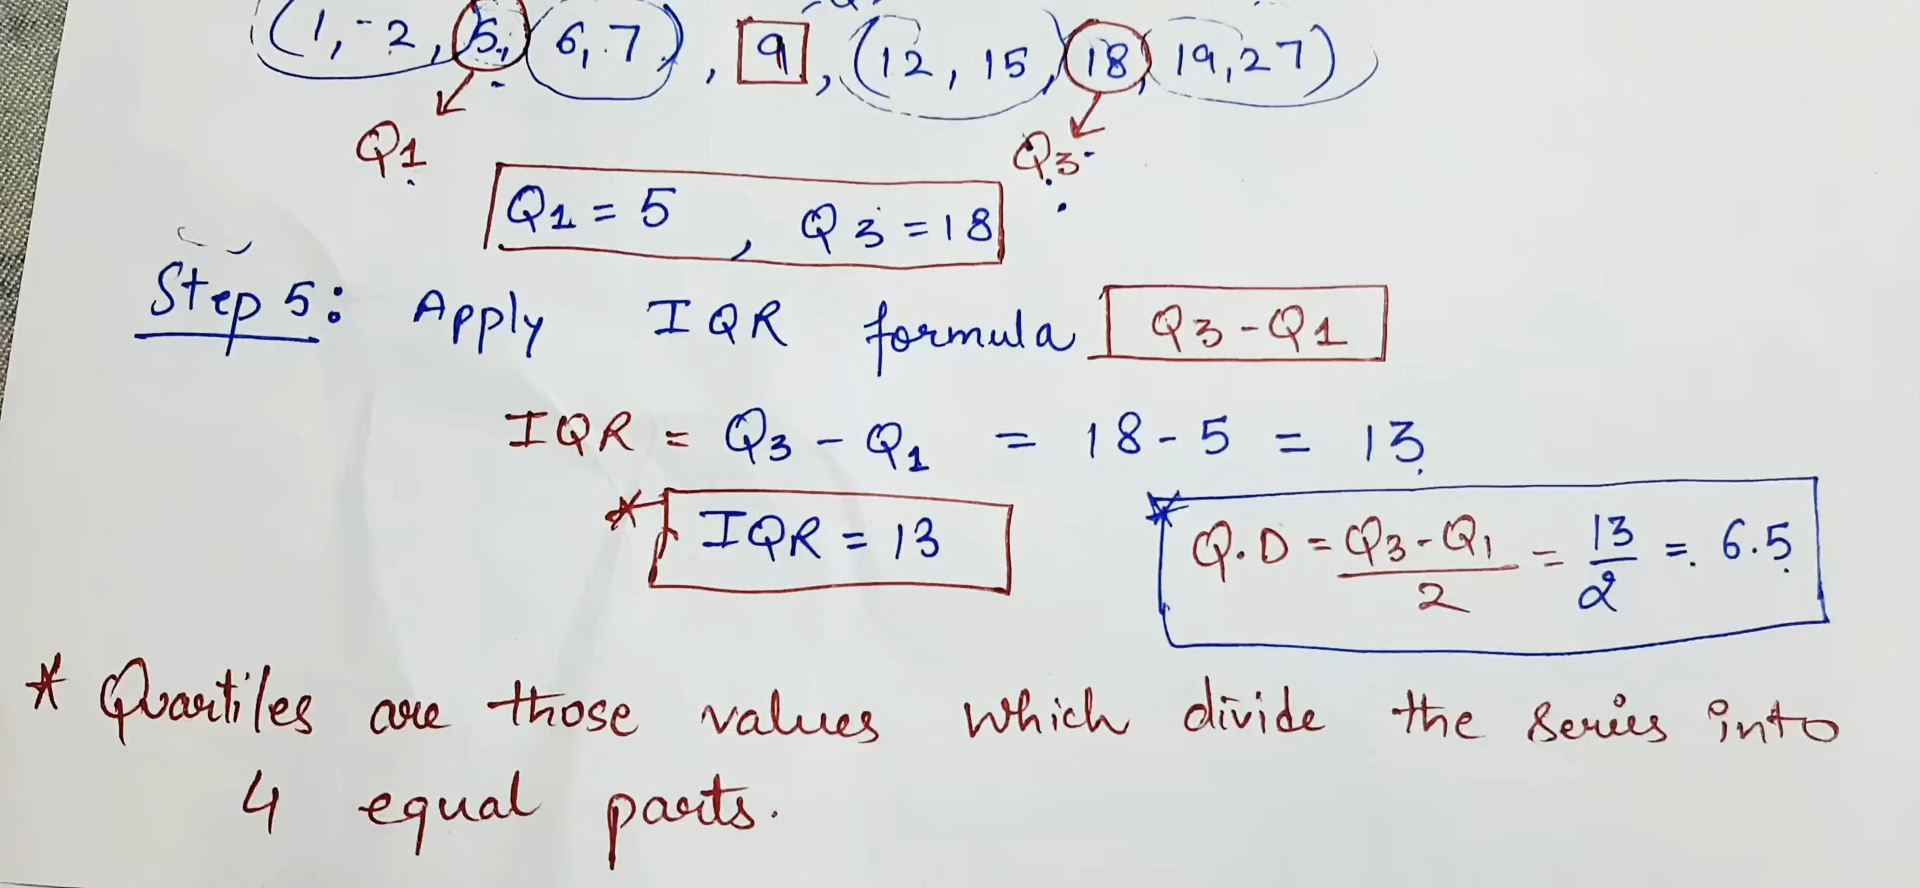 (1, -2, 5, 6, 7), 9, (12, 15, 18, 19, 27)
Q1 Q3
Q1 = 5 , Q3 = 18
Step 5: Apply IQR formula Q3 - Q1
IQR = Q3 - Q1 = 18 - 5 = 13
* IQR = 13
* Q.D = Q3 - Q1 / 2 = 13 / 2 = 6.5
* Quartiles are those values which divide the series into
4 equal parts.